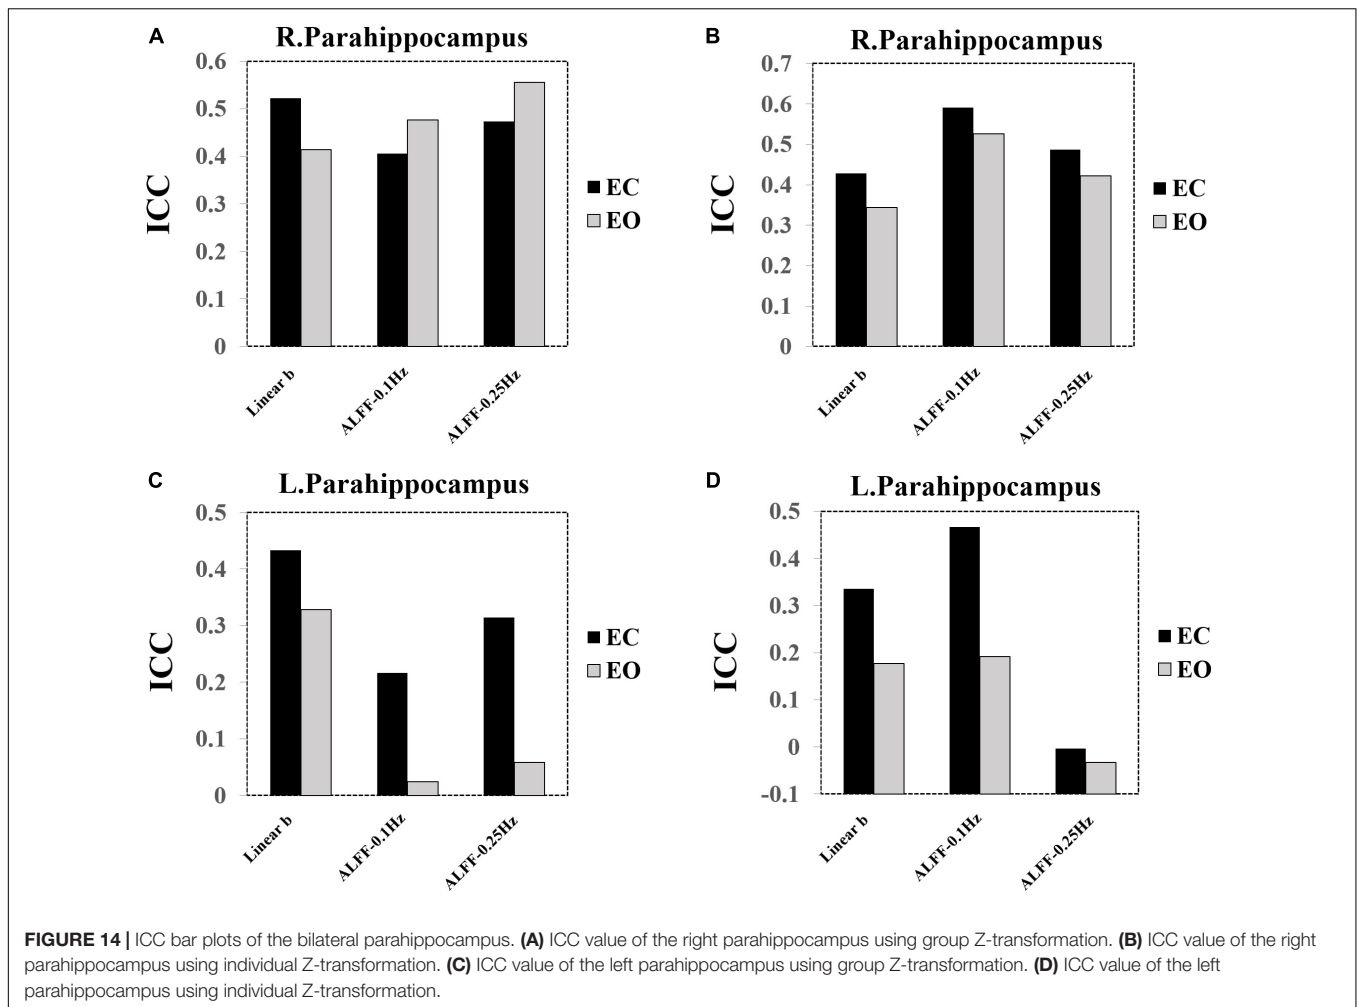 A
R.Parahippocampus
0.6
0.5
0.4
0.3
0.2
0.1
0
ICC
Linear b
ALFF-0.1Hz
ALFF-0.25Hz
EC
EO
B
R.Parahippocampus
0.7
0.6
0.5
0.4
0.3
0.2
0.1
0
ICC
Linear b
ALFF-0.1Hz
ALFF-0.25Hz
EC
EO
C
L.Parahippocampus
0.5
0.4
0.3
0.2
0.1
0
ICC
Linear b
ALFF-0.1Hz
ALFF-0.25Hz
EC
EO
D
L.Parahippocampus
0.5
0.4
0.3
0.2
0.1
0
-0.1
ICC
Linear b
ALFF-0.1Hz
ALFF-0.25Hz
EC
EO
FIGURE 14 | ICC bar plots of the bilateral parahippocampus. (A) ICC value of the right parahippocampus using group Z-transformation. (B) ICC value of the right
parahippocampus using individual Z-transformation. (C) ICC value of the left parahippocampus using group Z-transformation. (D) ICC value of the left
parahippocampus using individual Z-transformation.